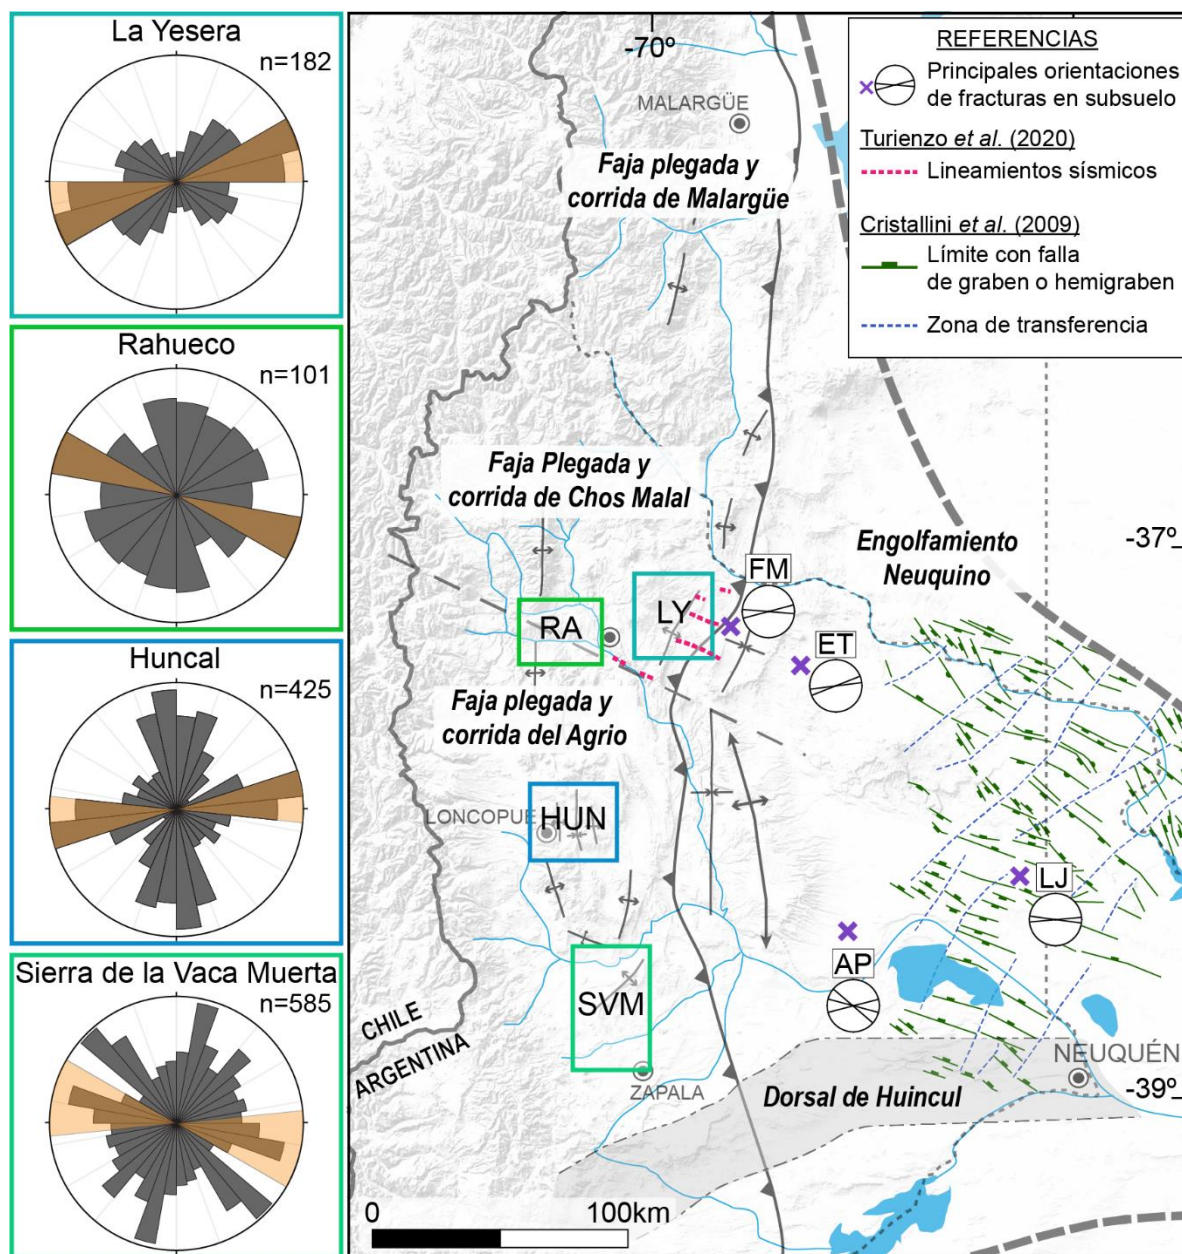 La Yesera
n=182
Rahueco
n=101
Huncal
n=425
Sierra de la Vaca Muerta
n=585
-70°
MALARGÜE
Faja plegada y
corrida de Malargüe
REFERENCIAS
Principales orientaciones
de fracturas en subsuelo
Turienzo et al. (2020)
Lineamientos sísmicos
Cristallini et al. (2009)
Límite con falla
de graben o hemigraben
Zona de transferencia
Faja Plegada y
corrida de Chos Malal
Engolfamiento
Neuquino
-37°
FM
LY
RA
ET
Faja plegada y
corrida del Agrio
LONCOPUE
HUN
LJ
AP
SVM
CHILE
ARGENTINA
ZAPALA
NEUQUÉN
-39°
Dorsal de Huincul
0
100km